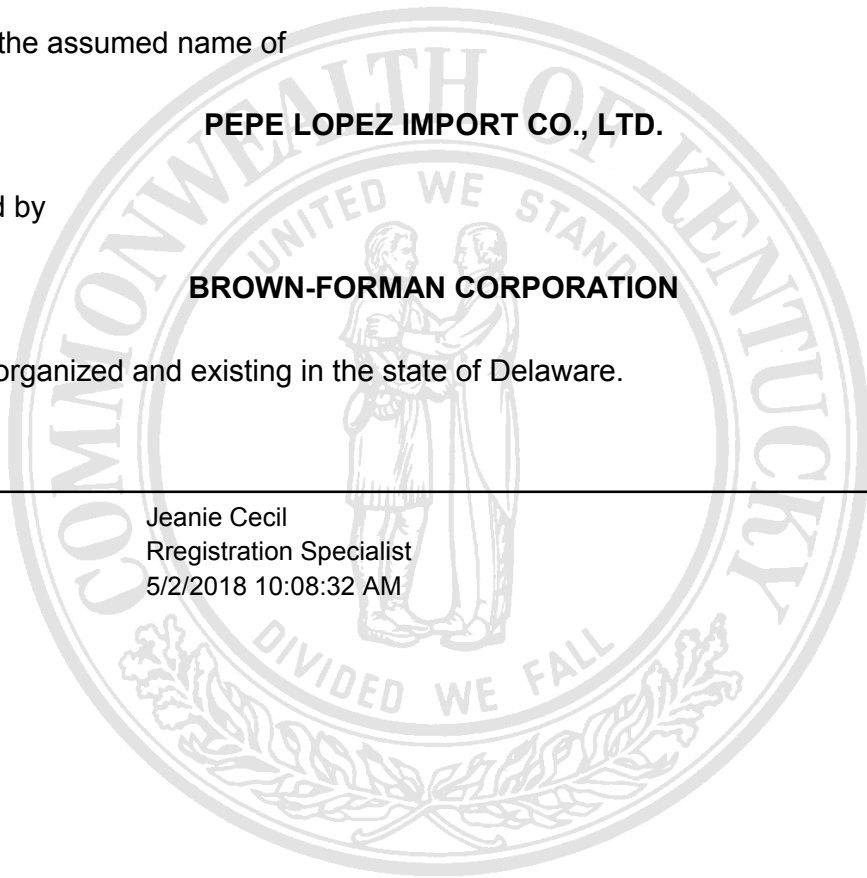 the assumed name of
PEPE LOPEZ IMPORT CO., LTD.
d by
BROWN-FORMAN CORPORATION
organized and existing in the state of Delaware.
Jeanie Cecil
Rregistration Specialist
5/2/2018 10:08:32 AM
COMMONWEALTH OF KENTUCKY
UNITED WE STAND
DIVIDED WE FALL